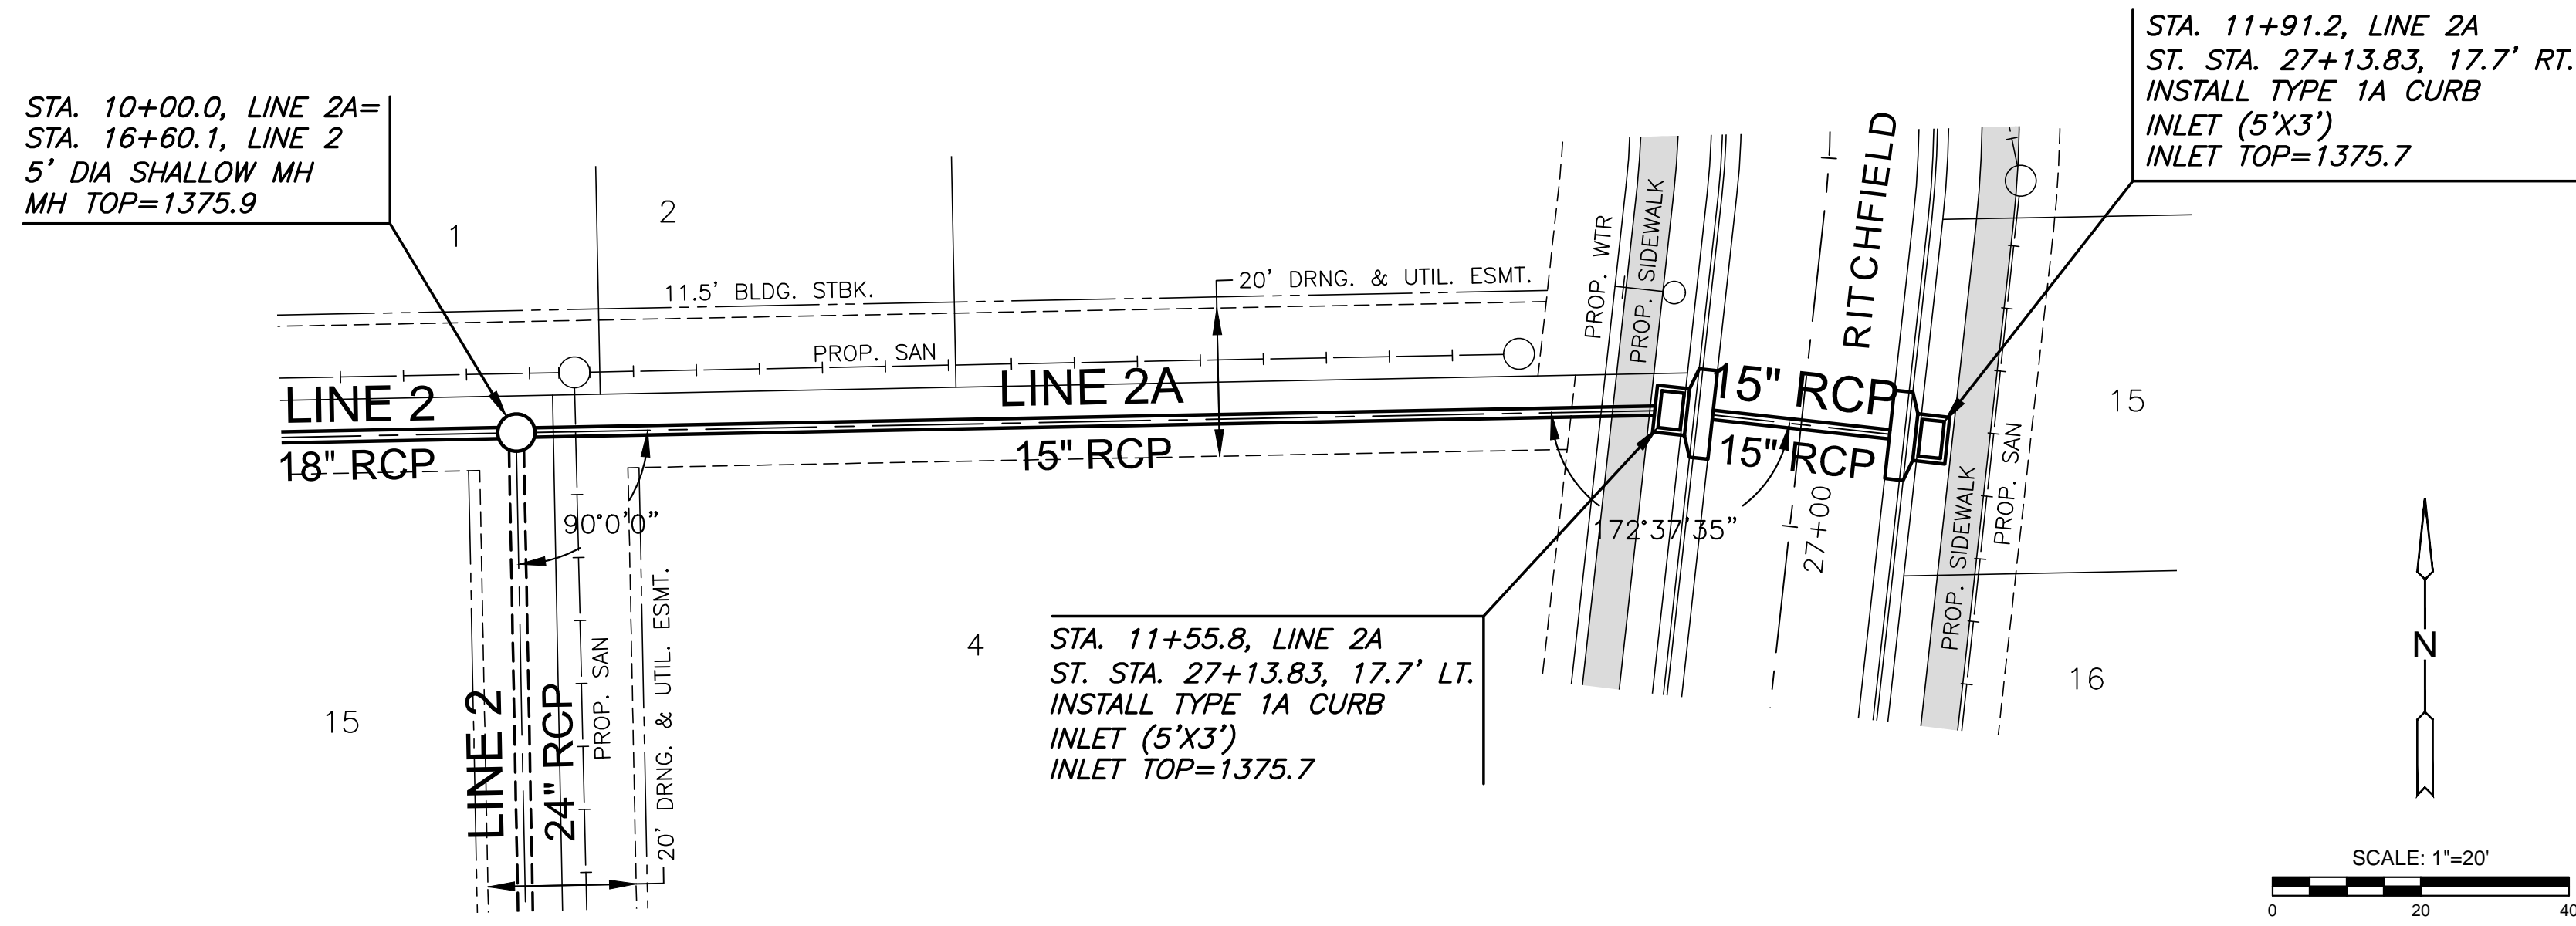 STA. 11+91.2, LINE 2A
ST. STA. 27+13.83, 17.7' RT.
INSTALL TYPE 1A CURB
INLET (5'X3')
INLET TOP=1375.7
STA. 10+00.0, LINE 2A=
STA. 16+60.1, LINE 2
5' DIA SHALLOW MH
MH TOP=1375.9
1
2
11.5' BLDG. STBK.
20' DRNG. & UTIL. ESMT.
PROP. WTR
PROP. SIDEWALK
RITCHFIELD
PROP. SAN
LINE 2
LINE 2A
15" RCP
15
18" RCP
15" RCP
15" RCP
90°0'0"
172°37'35"
27+00
PROP. SIDEWALK
PROP. SAN
LINE 2
24" RCP
PROP. SAN
20' DRNG. & UTIL. ESMT.
15
4
STA. 11+55.8, LINE 2A
ST. STA. 27+13.83, 17.7' LT.
INSTALL TYPE 1A CURB
INLET (5'X3')
INLET TOP=1375.7
16
N
SCALE: 1"=20'
0 20 40